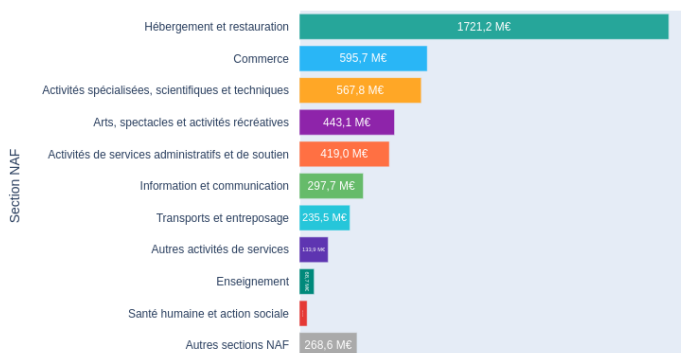 Section NAF
Hébergement et restauration 1721,2 M€
Commerce 595,7 M€
Activités spécialisées, scientifiques et techniques 567,8 M€
Arts, spectacles et activités récréatives 443,1 M€
Activités de services administratifs et de soutien 419,0 M€
Information et communication 297,7 M€
Transports et entreposage 235,5 M€
Autres activités de services 133,9 M€
Enseignement
Santé humaine et action sociale
Autres sections NAF 268,6 M€